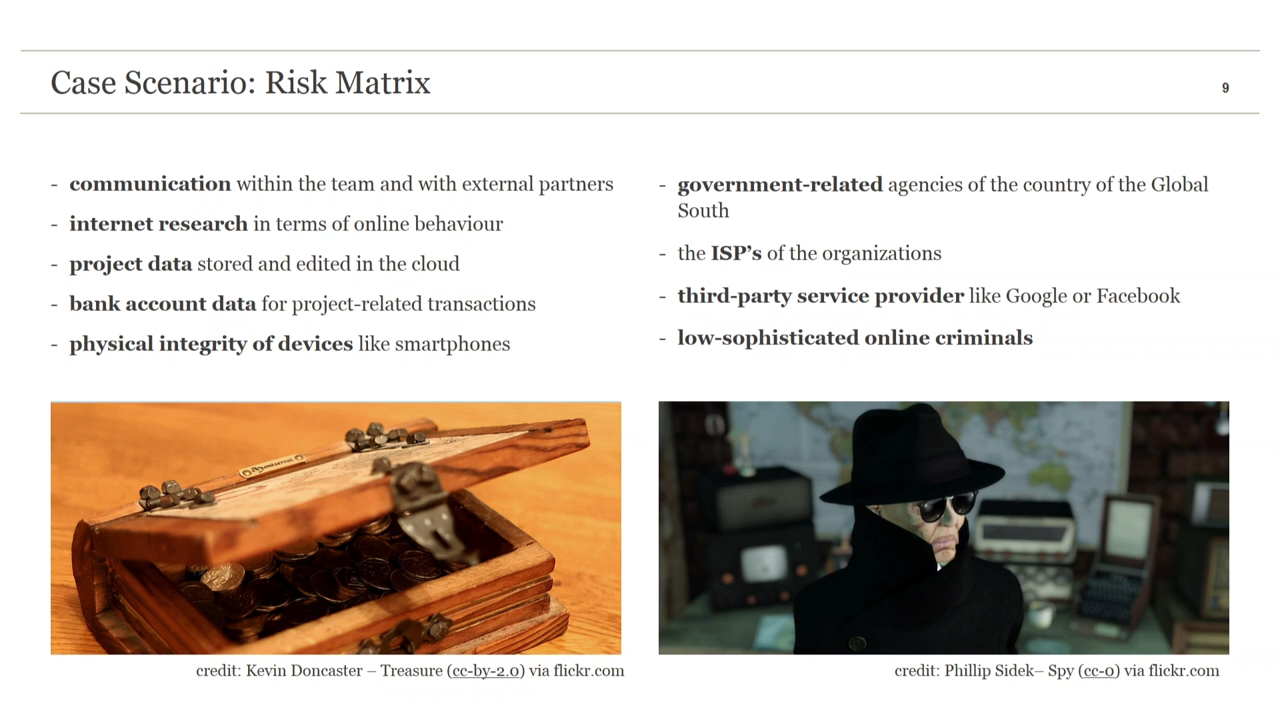 Case Scenario: Risk Matrix
9
- communication within the team and with external partners
- internet research in terms of online behaviour
- project data stored and edited in the cloud
- bank account data for project-related transactions
- physical integrity of devices like smartphones
- government-related agencies of the country of the Global
South
- the ISP’s of the organizations
- third-party service provider like Google or Facebook
- low-sophisticated online criminals
credit: Kevin Doncaster – Treasure (cc-by-2.0) via flickr.com
credit: Phillip Sidek– Spy (cc-0) via flickr.com